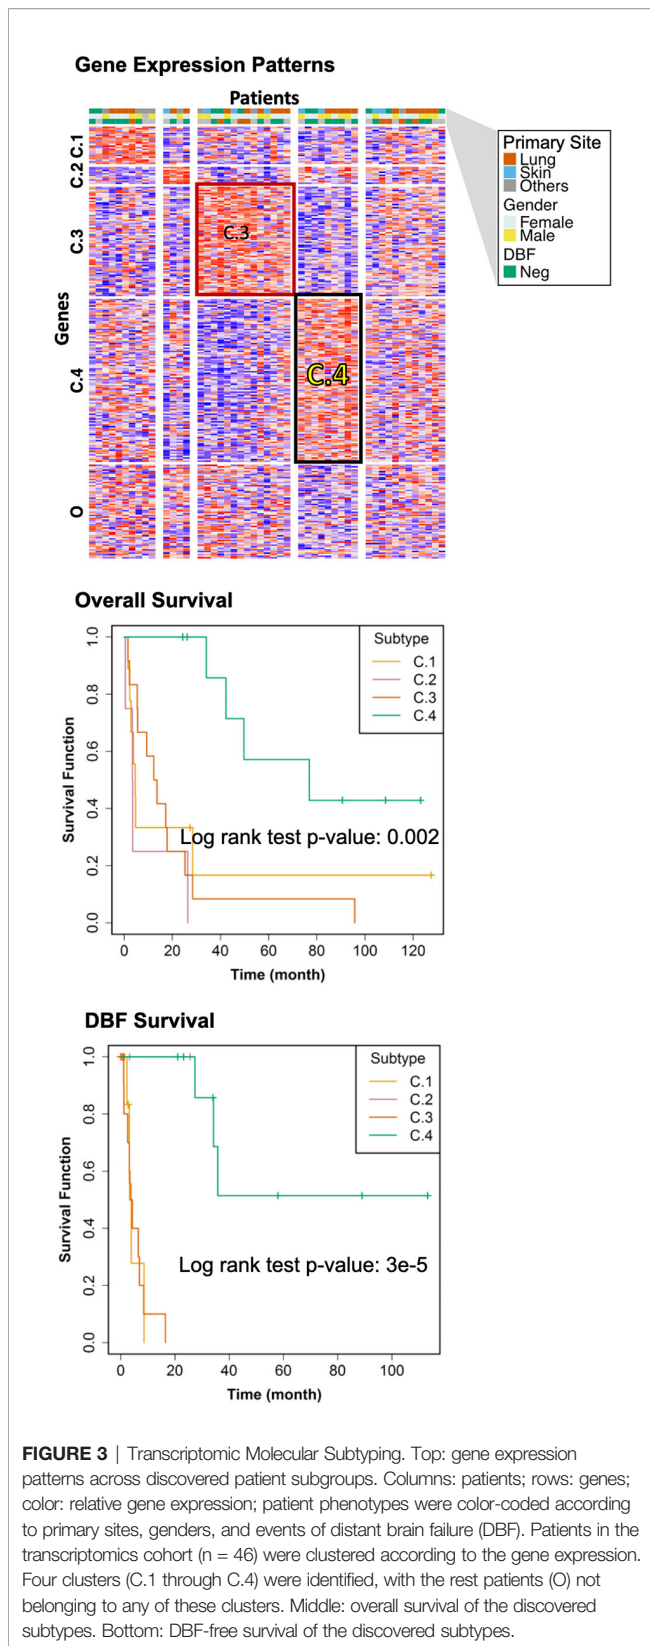 Gene Expression Patterns
Patients
C.1
C.2
C.3
C.4
O
Genes
C.3
C.4
Primary Site
Lung
Skin
Others
Gender
Female
Male
DBF
Neg
Overall Survival
Survival Function
1.0
0.8
0.6
0.4
0.2
0.0
Subtype
C.1
C.2
C.3
C.4
Log rank test p-value: 0.002
0 20 40 60 80 100 120
Time (month)
DBF Survival
Survival Function
1.0
0.8
0.6
0.4
0.2
0.0
Subtype
C.1
C.2
C.3
C.4
Log rank test p-value: 3e-5
0 20 40 60 80 100
Time (month)
FIGURE 3 | Transcriptomic Molecular Subtyping. Top: gene expression
patterns across discovered patient subgroups. Columns: patients; rows: genes;
color: relative gene expression; patient phenotypes were color-coded according
to primary sites, genders, and events of distant brain failure (DBF). Patients in the
transcriptomics cohort (n = 46) were clustered according to the gene expression.
Four clusters (C.1 through C.4) were identified, with the rest patients (O) not
belonging to any of these clusters. Middle: overall survival of the discovered
subtypes. Bottom: DBF-free survival of the discovered subtypes.